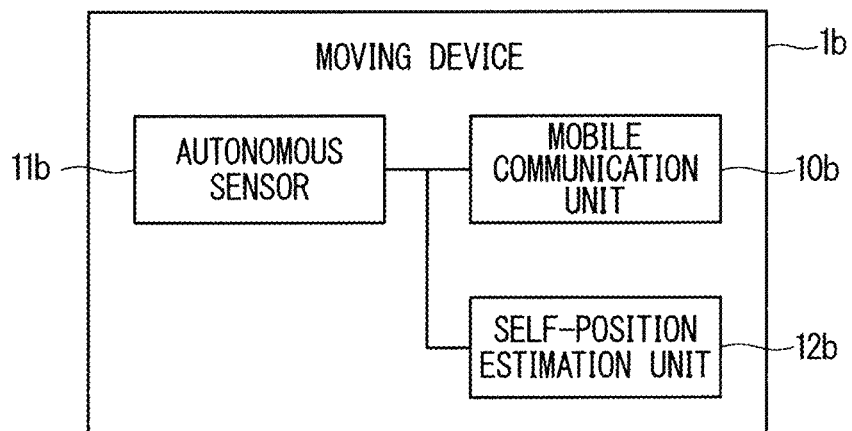 MOVING DEVICE
1b
11b
AUTONOMOUS
SENSOR
MOBILE
COMMUNICATION
UNIT
10b
SELF-POSITION
ESTIMATION UNIT
12b